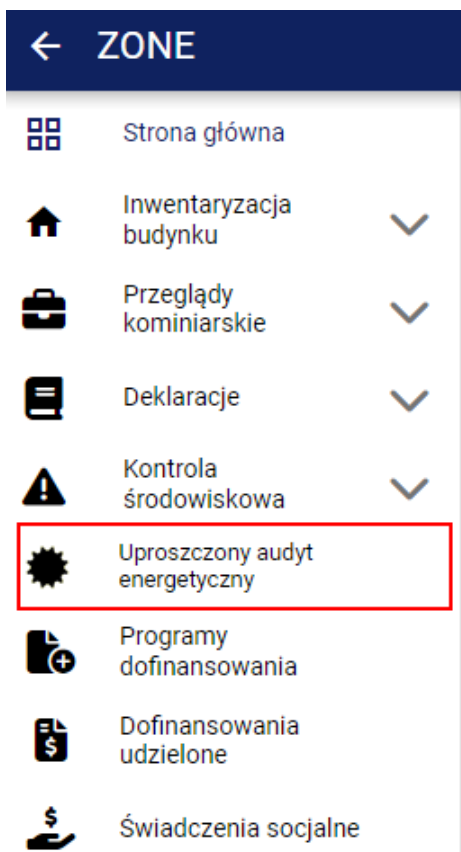 ZONE
Strona główna
Inwentaryzacja
budynku
Przeglądy
kominiarskie
Deklaracje
Kontrola
środowiskowa
Uproszczony audyt
energetyczny
Programy
dofinansowania
Dofinansowania
udzielone
Świadczenia socjalne